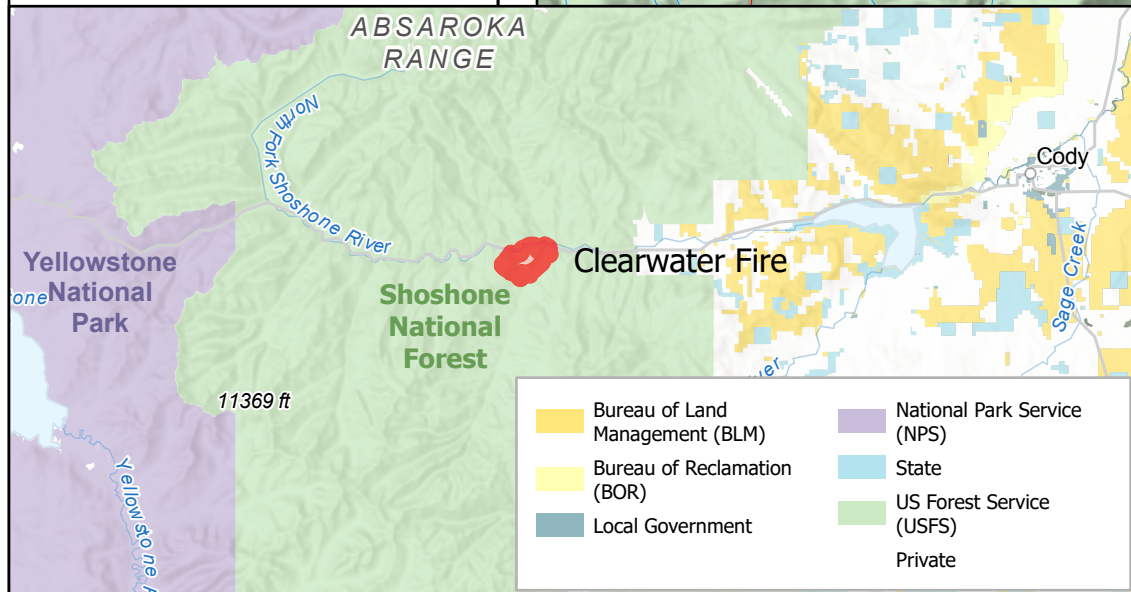 ABSAROKA
RANGE
North
Fork Shoshone River
Cody
Clearwater Fire
Yellowstone
National
Park
Shoshone
National
Forest
Sage Creek
11369 ft
Yellowstone
Bureau of Land
Management (BLM)
Bureau of Reclamation
(BOR)
Local Government
National Park Service
(NPS)
State
US Forest Service
(USFS)
Private